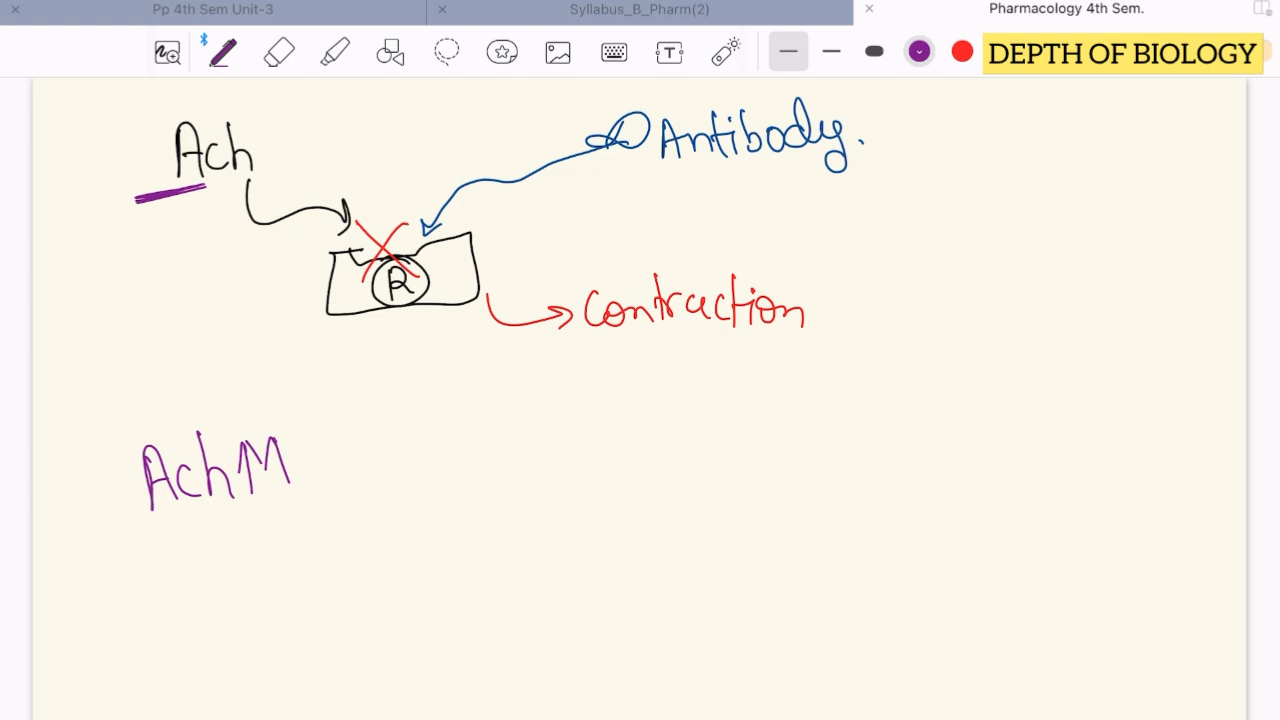 Pp 4th Sem Unit-3
Syllabus_B_Pharm(2)
Pharmacology 4th Sem.
T
DEPTH OF BIOLOGY
Ach
Antibody.
R
Contraction
AchM